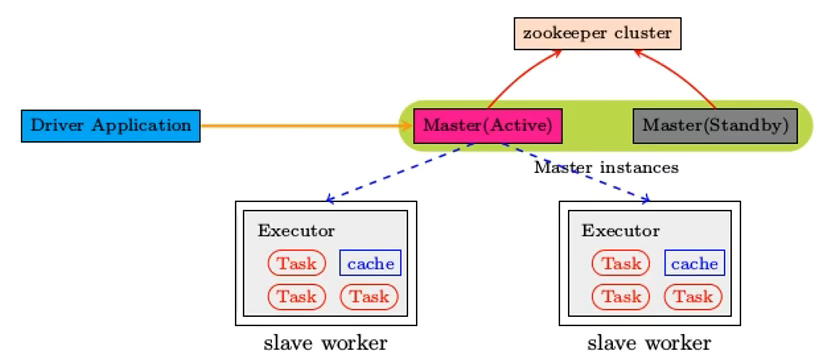 zookeeper cluster
Driver Application
Master(Active)
Master(Standby)
Master instances
Executor
Task
cache
Task
Task
slave worker
Executor
Task
cache
Task
Task
slave worker